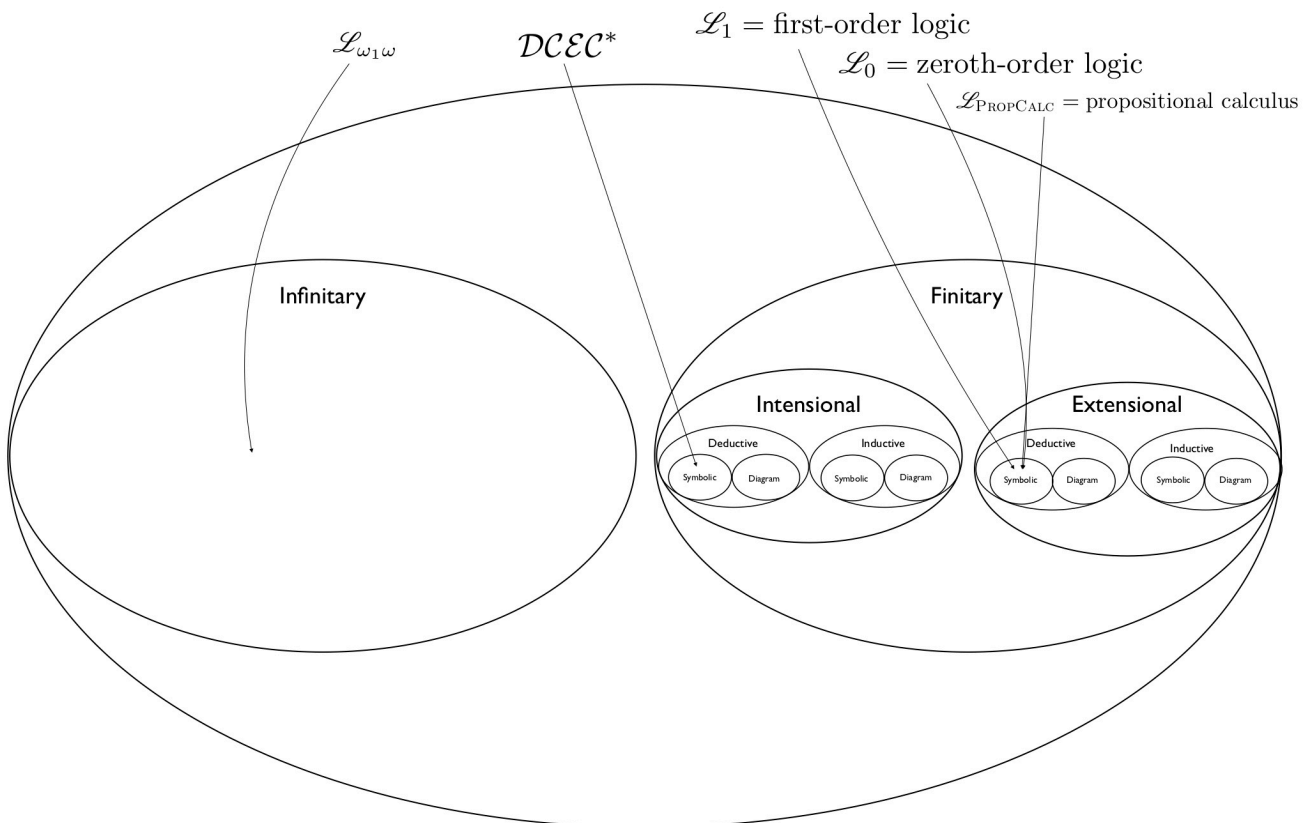 ℒ₁ = first-order logic
ℒ_{ω₁ω}
𝒟𝒞ℰ𝒞*
ℒ₀ = zeroth-order logic
ℒ_{PROPCALC} = propositional calculus
Infinitary
Finitary
Intensional
Extensional
Deductive
Inductive
Deductive
Inductive
Symbolic
Diagram
Symbolic
Diagram
Symbolic
Diagram
Symbolic
Diagram